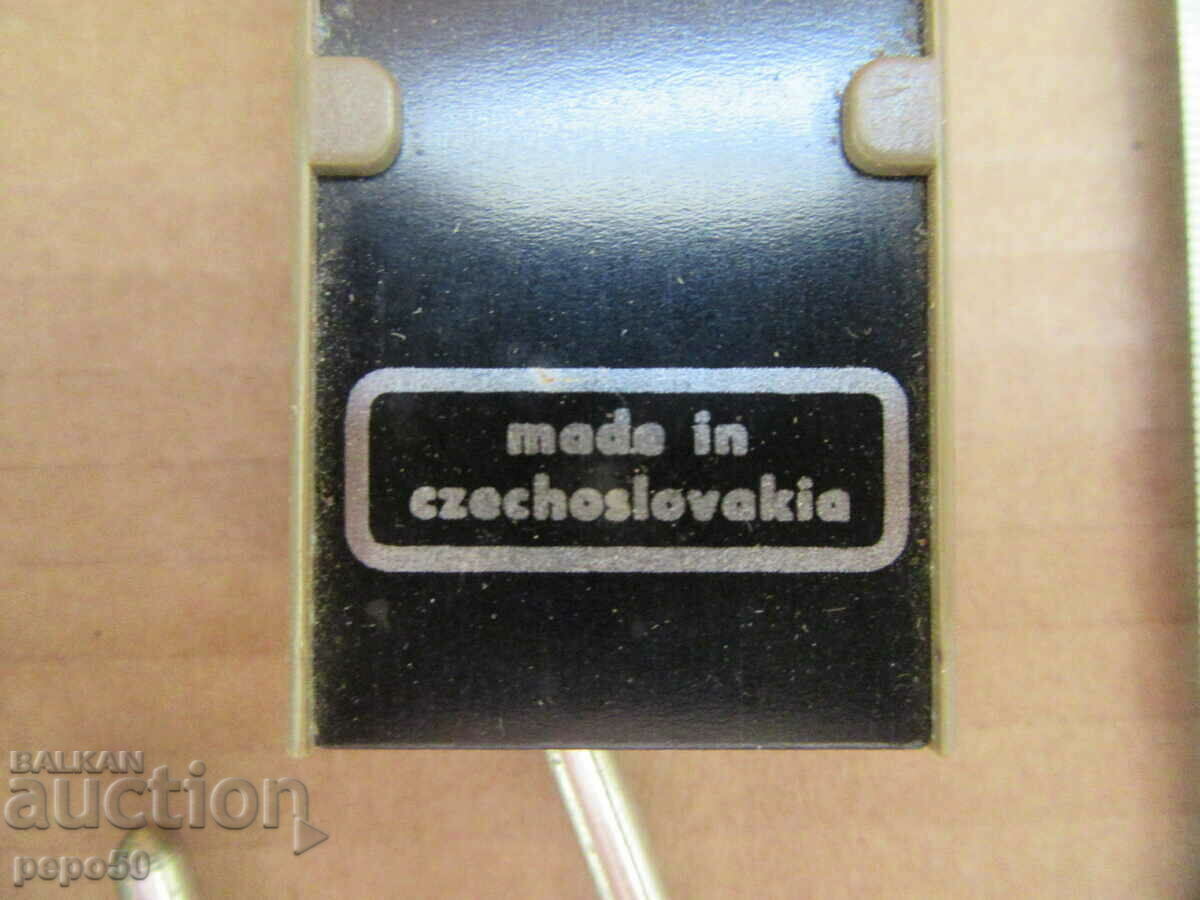 made in
czechoslovakia
BALKAN
auction
pepo50